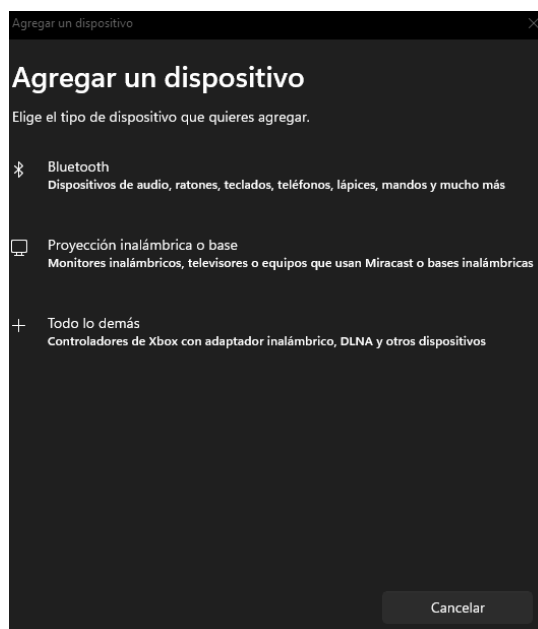 Agregar un dispositivo
Agregar un dispositivo
Elige el tipo de dispositivo que quieres agregar.
Bluetooth
Dispositivos de audio, ratones, teclados, teléfonos, lápices, mandos y mucho más
Proyección inalámbrica o base
Monitores inalámbricos, televisores o equipos que usan Miracast o bases inalámbricas
Todo lo demás
Controladores de Xbox con adaptador inalámbrico, DLNA y otros dispositivos
Cancelar